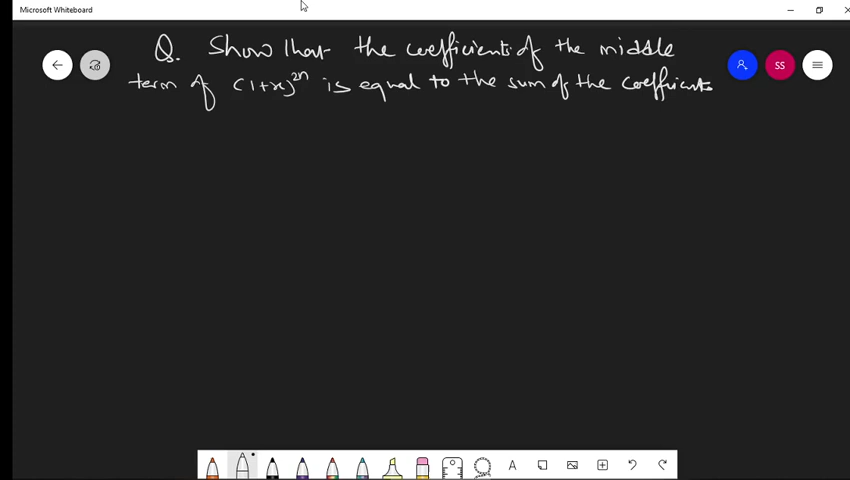 Microsoft Whiteboard
Q. Show that the coefficients of the middle
term of (1+x)^2n is equal to the sum of the coefficients
SS
A